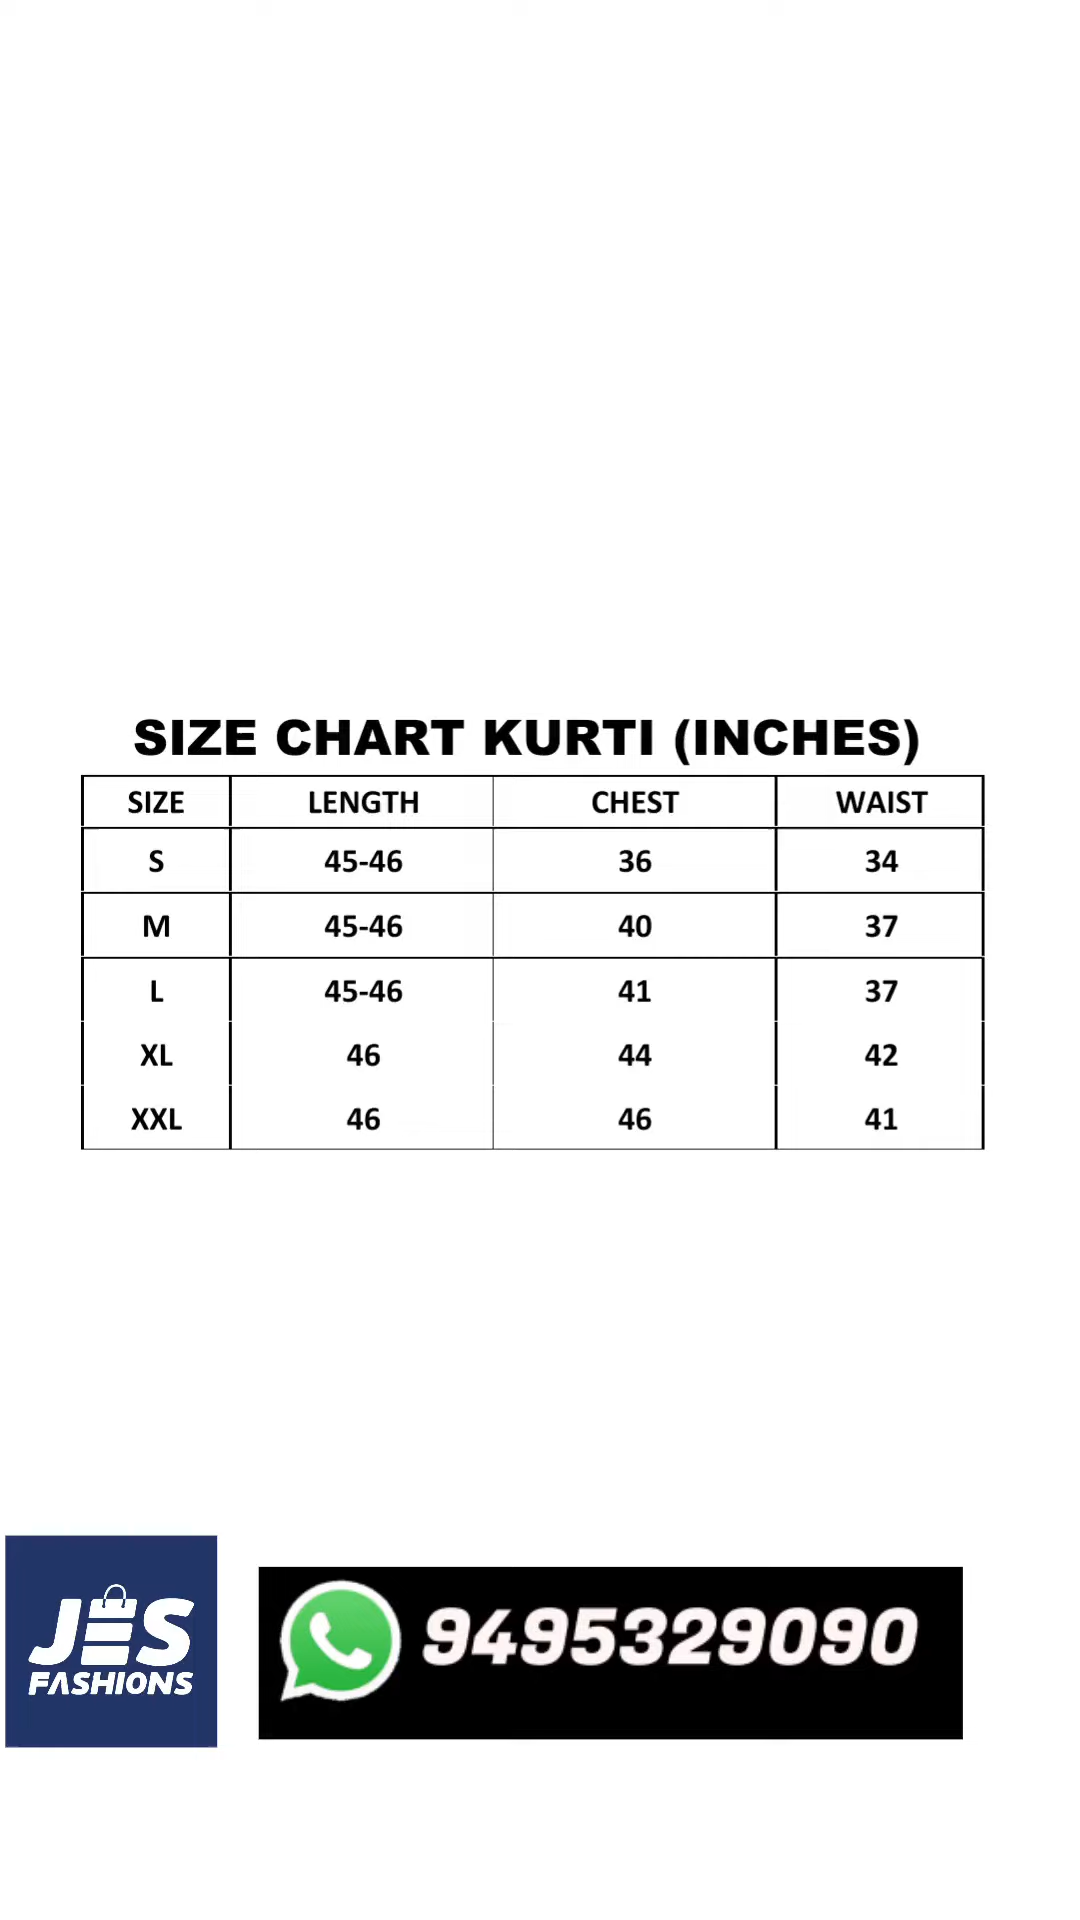 SIZE CHART KURTI (INCHES)
SIZE LENGTH CHEST WAIST
S 45-46 36 34
M 45-46 40 37
L 45-46 41 37
XL 46 44 42
XXL 46 46 41
JES
FASHIONS
9495329090